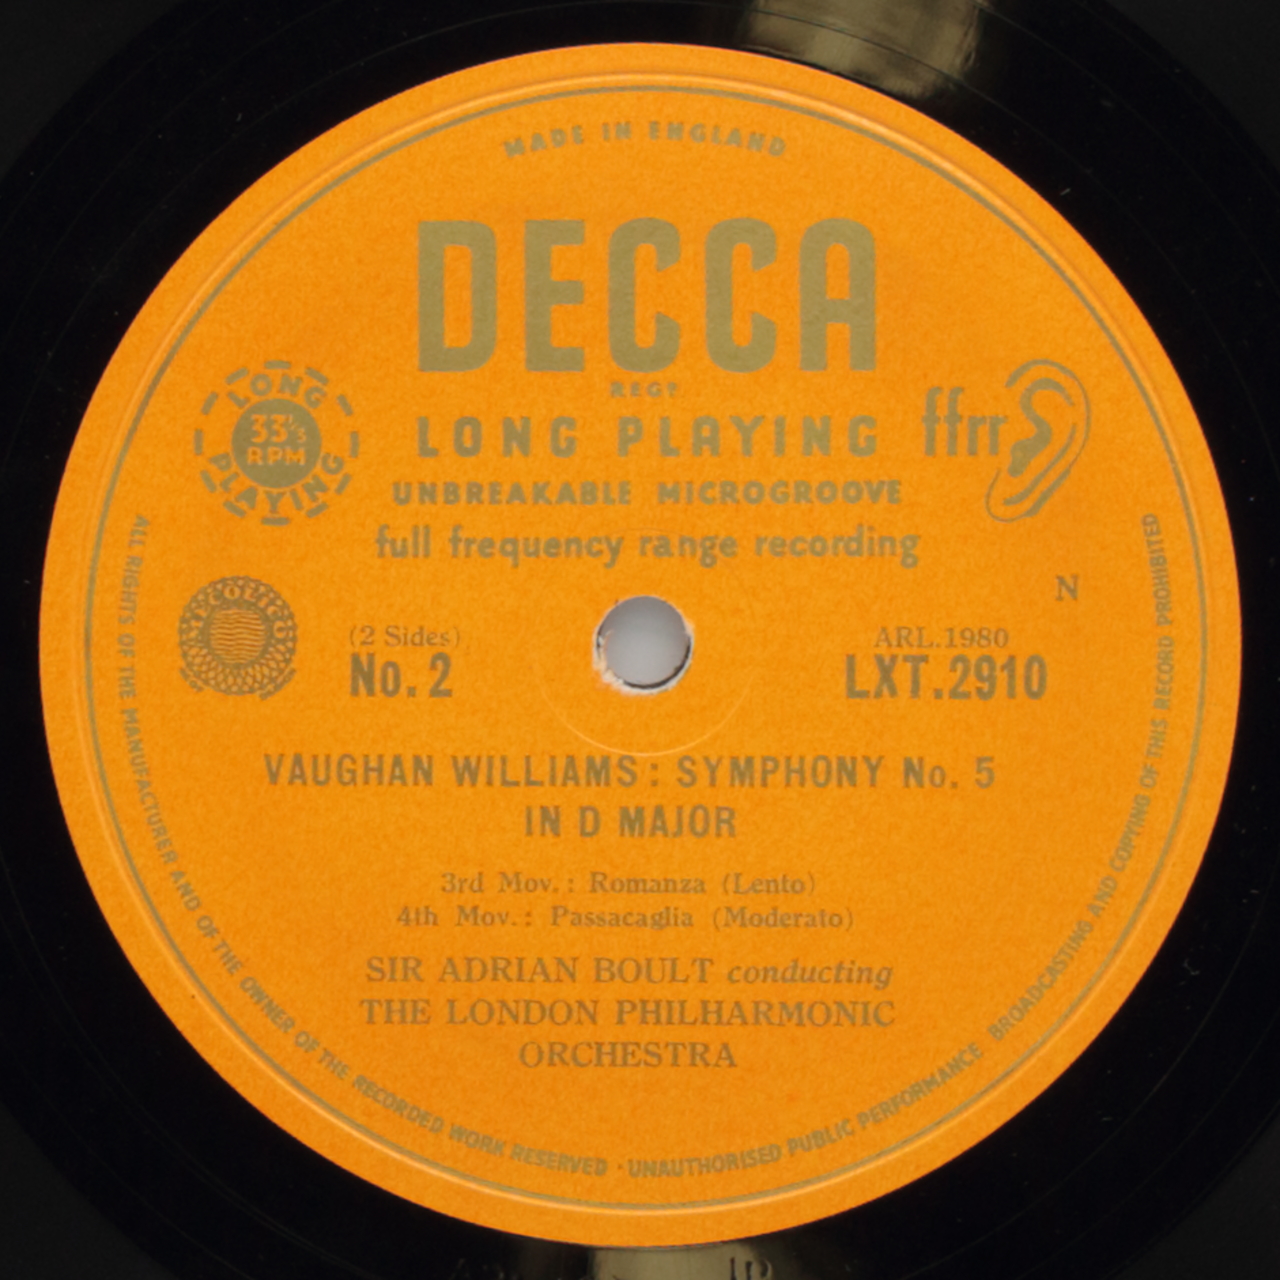 MADE IN ENGLAND
DECCA
REGD
LONG PLAYING
33⅓
RPM
LONG PLAYING
ffrr
UNBREAKABLE MICROGROOVE
full frequency range recording
N
MECOLICO
(2 Sides)
No. 2
ARL.1980
LXT.2910
VAUGHAN WILLIAMS : SYMPHONY No. 5
IN D MAJOR
3rd Mov. : Romanza (Lento)
4th Mov. : Passacaglia (Moderato)
SIR ADRIAN BOULT conducting
THE LONDON PHILHARMONIC
ORCHESTRA
ALL RIGHTS OF THE MANUFACTURER AND OF THE OWNER OF THE RECORDED WORK RESERVED · UNAUTHORISED PUBLIC PERFORMANCE BROADCASTING AND COPYING OF THIS RECORD PROHIBITED